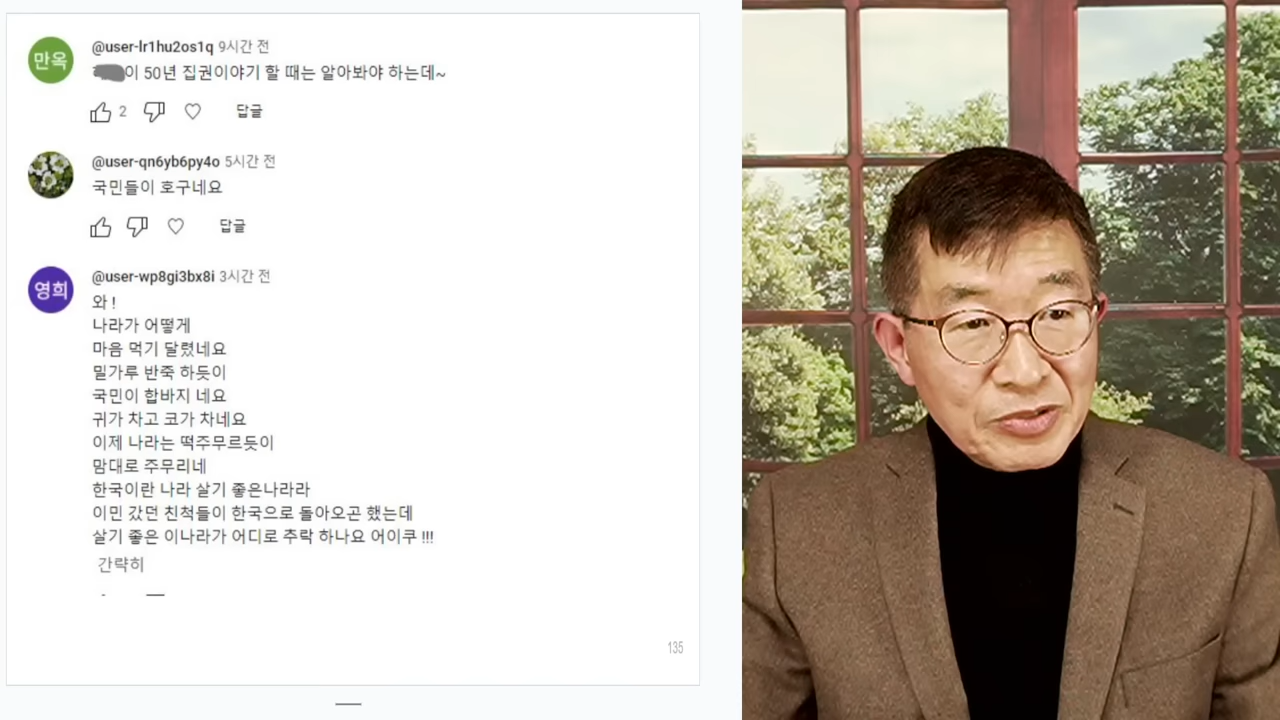 만옥
@user-lr1hu2os1q 9시간 전
이 50년 집권이야기 할 때는 알아봐야 하는데~
2 답글
@user-qn6yb6py4o 5시간 전
국민들이 호구네요
답글
영희
@user-wp8gi3bx8i 3시간 전
와 !
나라가 어떻게
마음 먹기 달렸네요
밀가루 반죽 하듯이
국민이 합바지 네요
귀가 차고 코가 차네요
이제 나라는 떡주무르듯이
맘대로 주무리네
한국이란 나라 살기 좋은나라라
이민 갔던 친척들이 한국으로 돌아오곤 했는데
살기 좋은 이나라가 어디로 추락 하나요 어이쿠 !!!
간략히
135